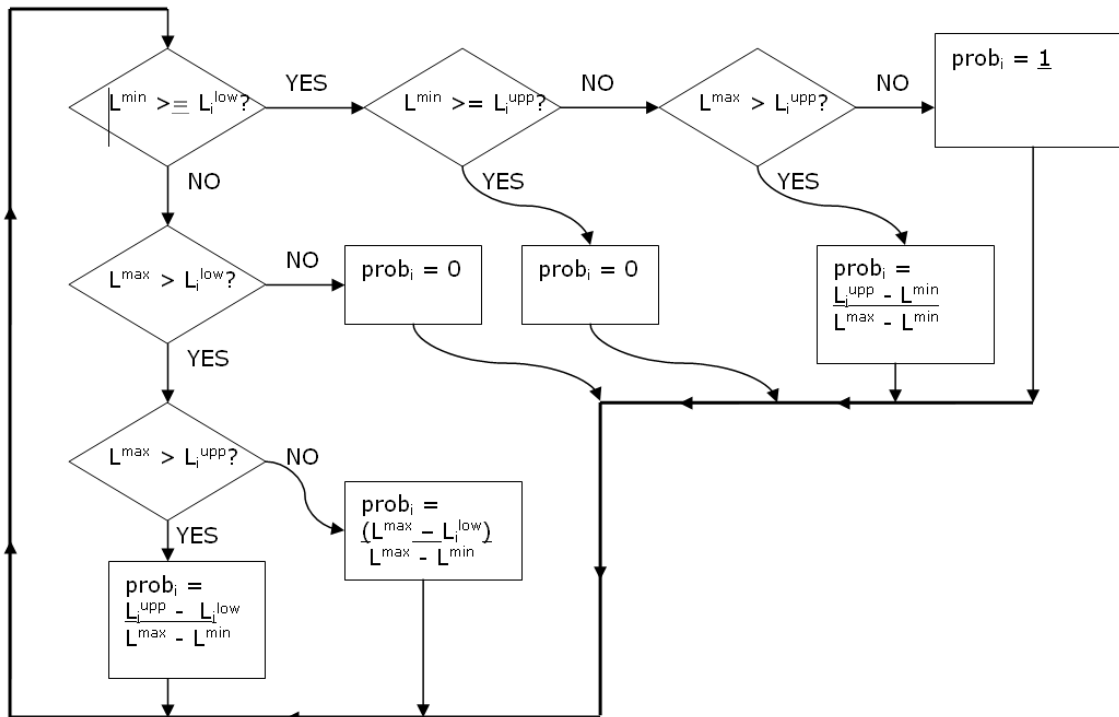 L^min >= L_i^low?
YES
L^min >= L_i^upp?
NO
L^max > L_i^upp?
NO
prob_i = 1
NO
YES
YES
L^max > L_i^low?
NO
prob_i = 0
prob_i = 0
prob_i =
L_i^upp - L^min
L^max - L^min
YES
L^max > L_i^upp?
NO
prob_i =
(L^max – L_i^low)
L^max - L^min
YES
prob_i =
L_i^upp - L_i^low
L^max - L^min